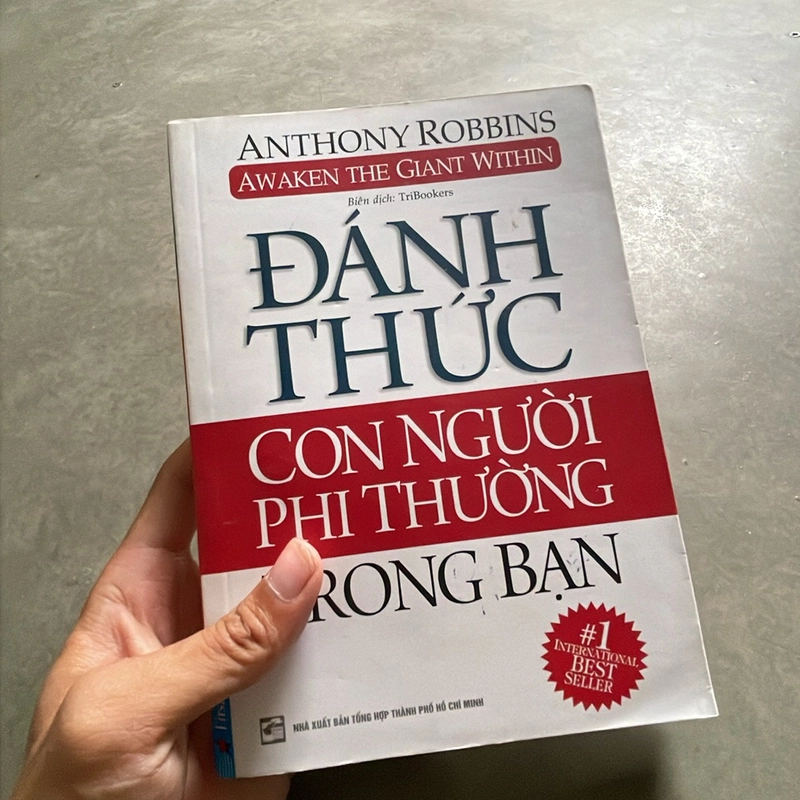 ANTHONY ROBBINS
AWAKEN THE GIANT WITHIN
Biên dịch: TriBookers
ĐÁNH
THỨC
CON NGƯỜI
PHI THƯỜNG
TRONG BẠN
#1
INTERNATIONAL
BEST
SELLER
NHÀ XUẤT BẢN TỔNG HỢP THÀNH PHỐ HỒ CHÍ MINH